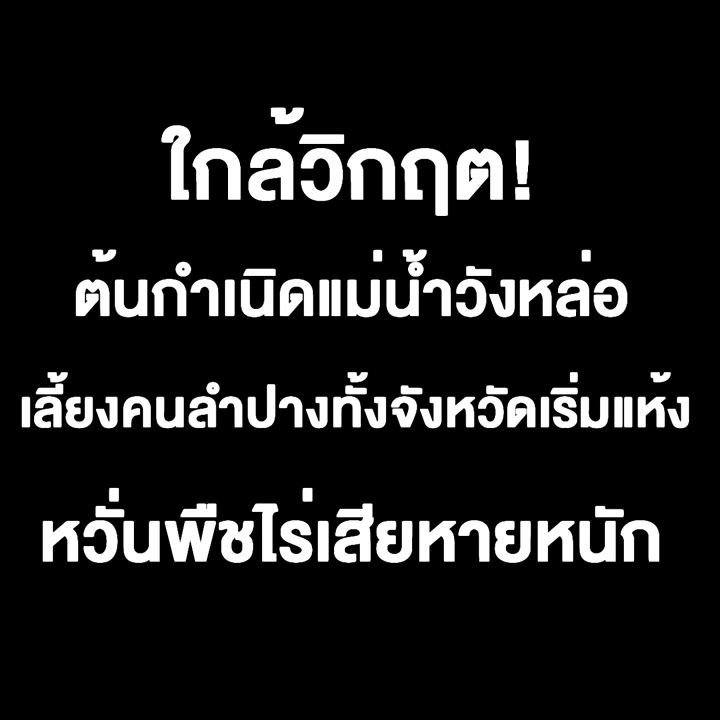 ใกล้วิกฤต!
ต้นกำเนิดแม่น้ำวังหล่อ
เลี้ยงคนลำปางทั้งจังหวัดเริ่มแห้ง
หวั่นพืชไร่เสียหายหนัก